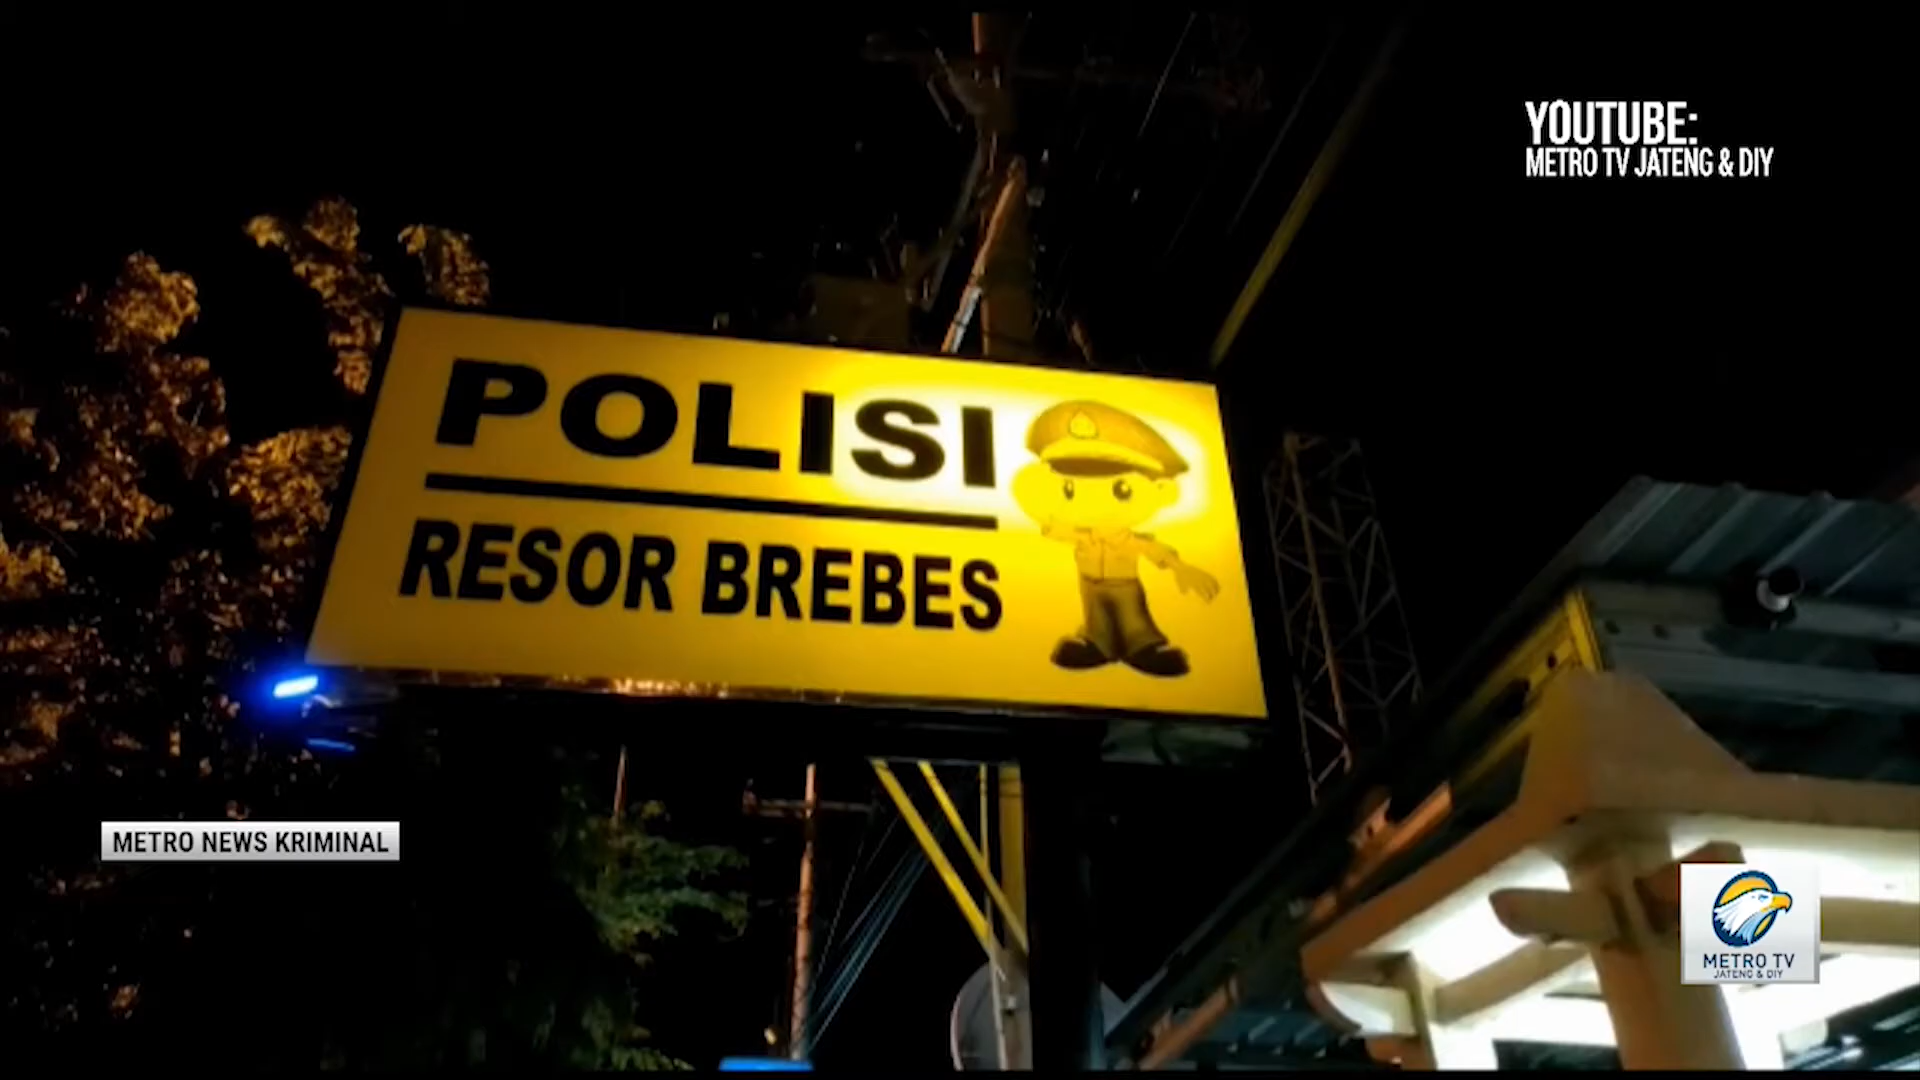 YOUTUBE:
METRO TV JATENG & DIY
POLISI
RESOR BREBES
METRO NEWS KRIMINAL
METRO TV
JATENG & DIY